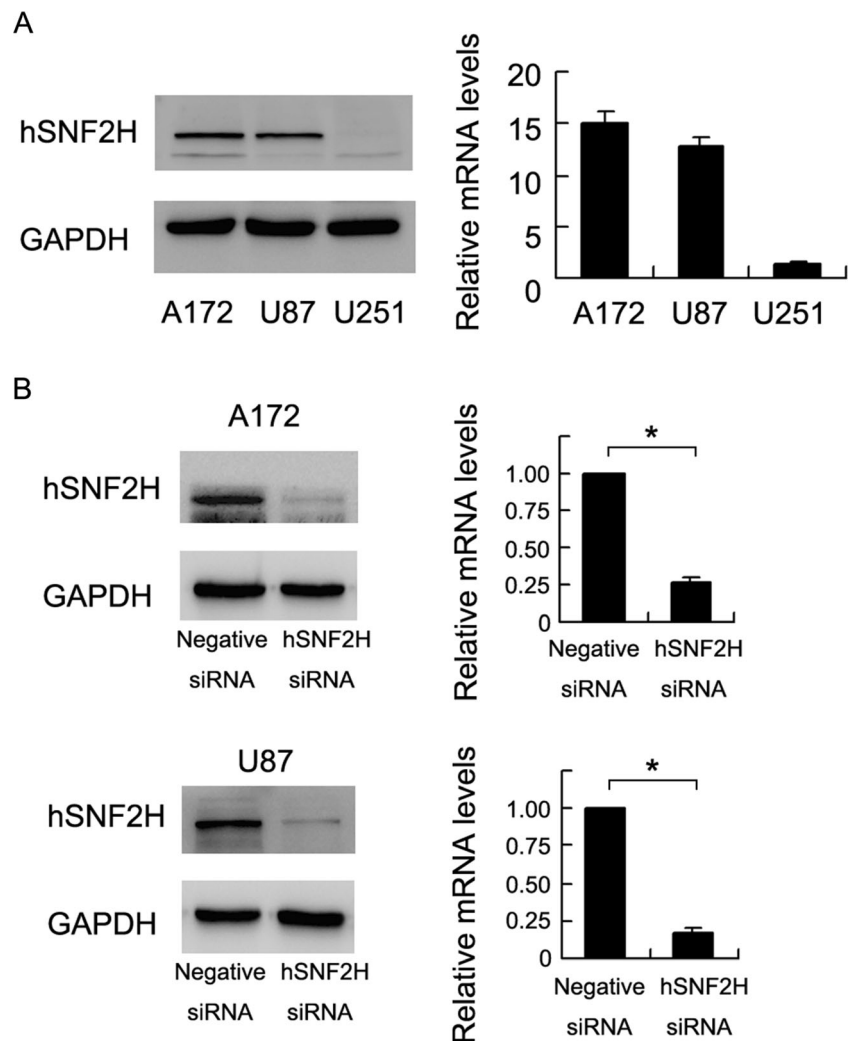 A
hSNF2H
GAPDH
A172 U87 U251
Relative mRNA levels
20
15
10
5
0
A172 U87 U251
B
A172
hSNF2H
GAPDH
Negative siRNA
hSNF2H siRNA
Relative mRNA levels
*
1.00
0.75
0.50
0.25
0
Negative siRNA
hSNF2H siRNA
U87
hSNF2H
GAPDH
Negative siRNA
hSNF2H siRNA
Relative mRNA levels
*
1.00
0.75
0.50
0.25
0
Negative siRNA
hSNF2H siRNA